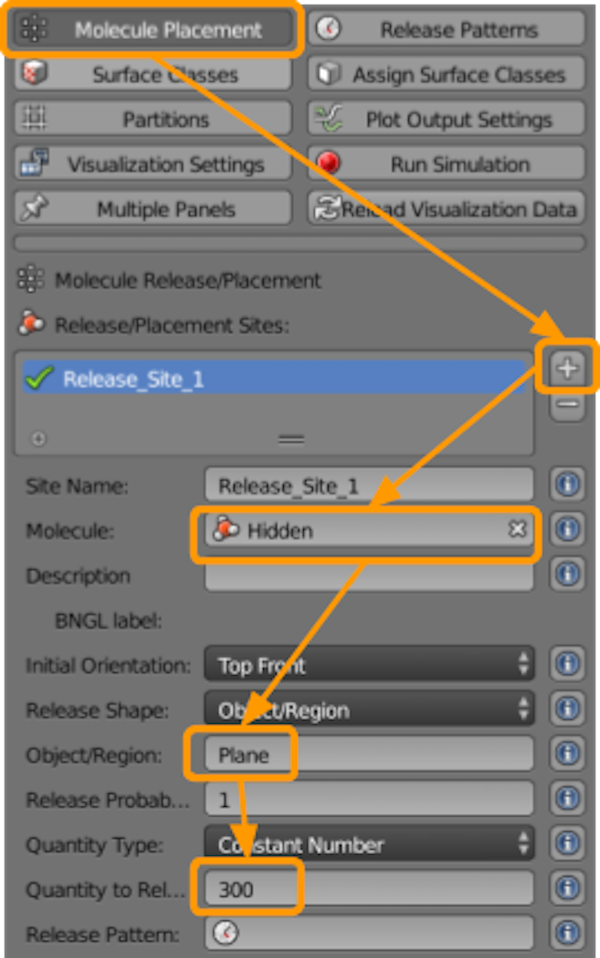 Molecule Placement
Release Patterns
Surface Classes
Assign Surface Classes
Partitions
Plot Output Settings
Visualization Settings
Run Simulation
Multiple Panels
Reload Visualization Data
Molecule Release/Placement
Release/Placement Sites:
Release_Site_1
Site Name: Release_Site_1
Molecule: Hidden
Description
BNGL label:
Initial Orientation: Top Front
Release Shape: Object/Region
Object/Region: Plane
Release Probab... 1
Quantity Type: Constant Number
Quantity to Rel... 300
Release Pattern: